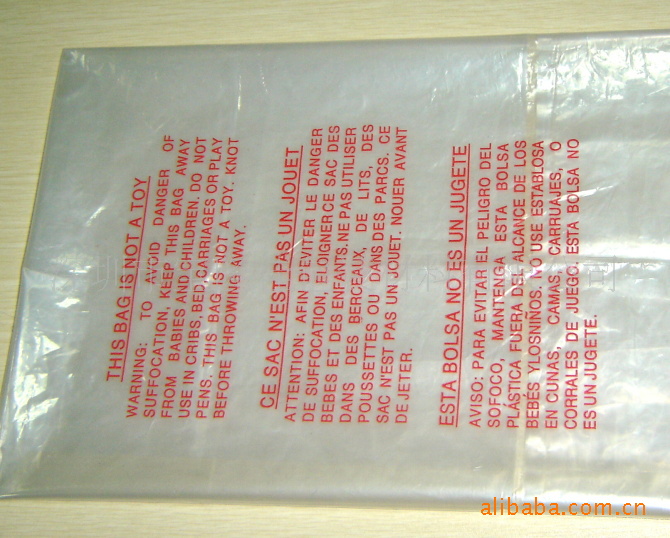 THIS BAG IS NOT A TOY
WARNING: TO AVOID DANGER OF
SUFFOCATION, KEEP THIS BAG AWAY
FROM BABIES AND CHILDREN. DO NOT
USE IN CRIBS, BED, CARRIAGES OR PLAY
PENS. THIS BAG IS NOT A TOY. KNOT
BEFORE THROWING AWAY.
CE SAC N'EST PAS UN JOUET
ATTENTION: AFIN D'EVITER LE DANGER
DE SUFFOCATION, ELOIGNERCE SAC DES
BEBES ET DES ENFANTS. NE PAS UTILISER
DANS DES BERCEAUX, DE LITS, DES
POUSSETTES OU DANS DES PARCS. CE
SAC N'EST PAS UN JOUET. NOUER AVANT
DE JETER.
ESTA BOLSA NO ES UN JUGETE
AVISO: PARA EVITAR EL PELIGRO DEL
SOFOCO, MANTENGA ESTA BOLSA
PLÁSTICA FUERA DEL ALCANCE DE LOS
BEBÉS YLOSNIÑOS. NO USE ESTABLOSA
EN CUNAS, CAMAS, CARRUAJES, O
CORRALES DE JUEGO. ESTA BOLSA NO
ES UN JUGETE.
alibaba.com.cn